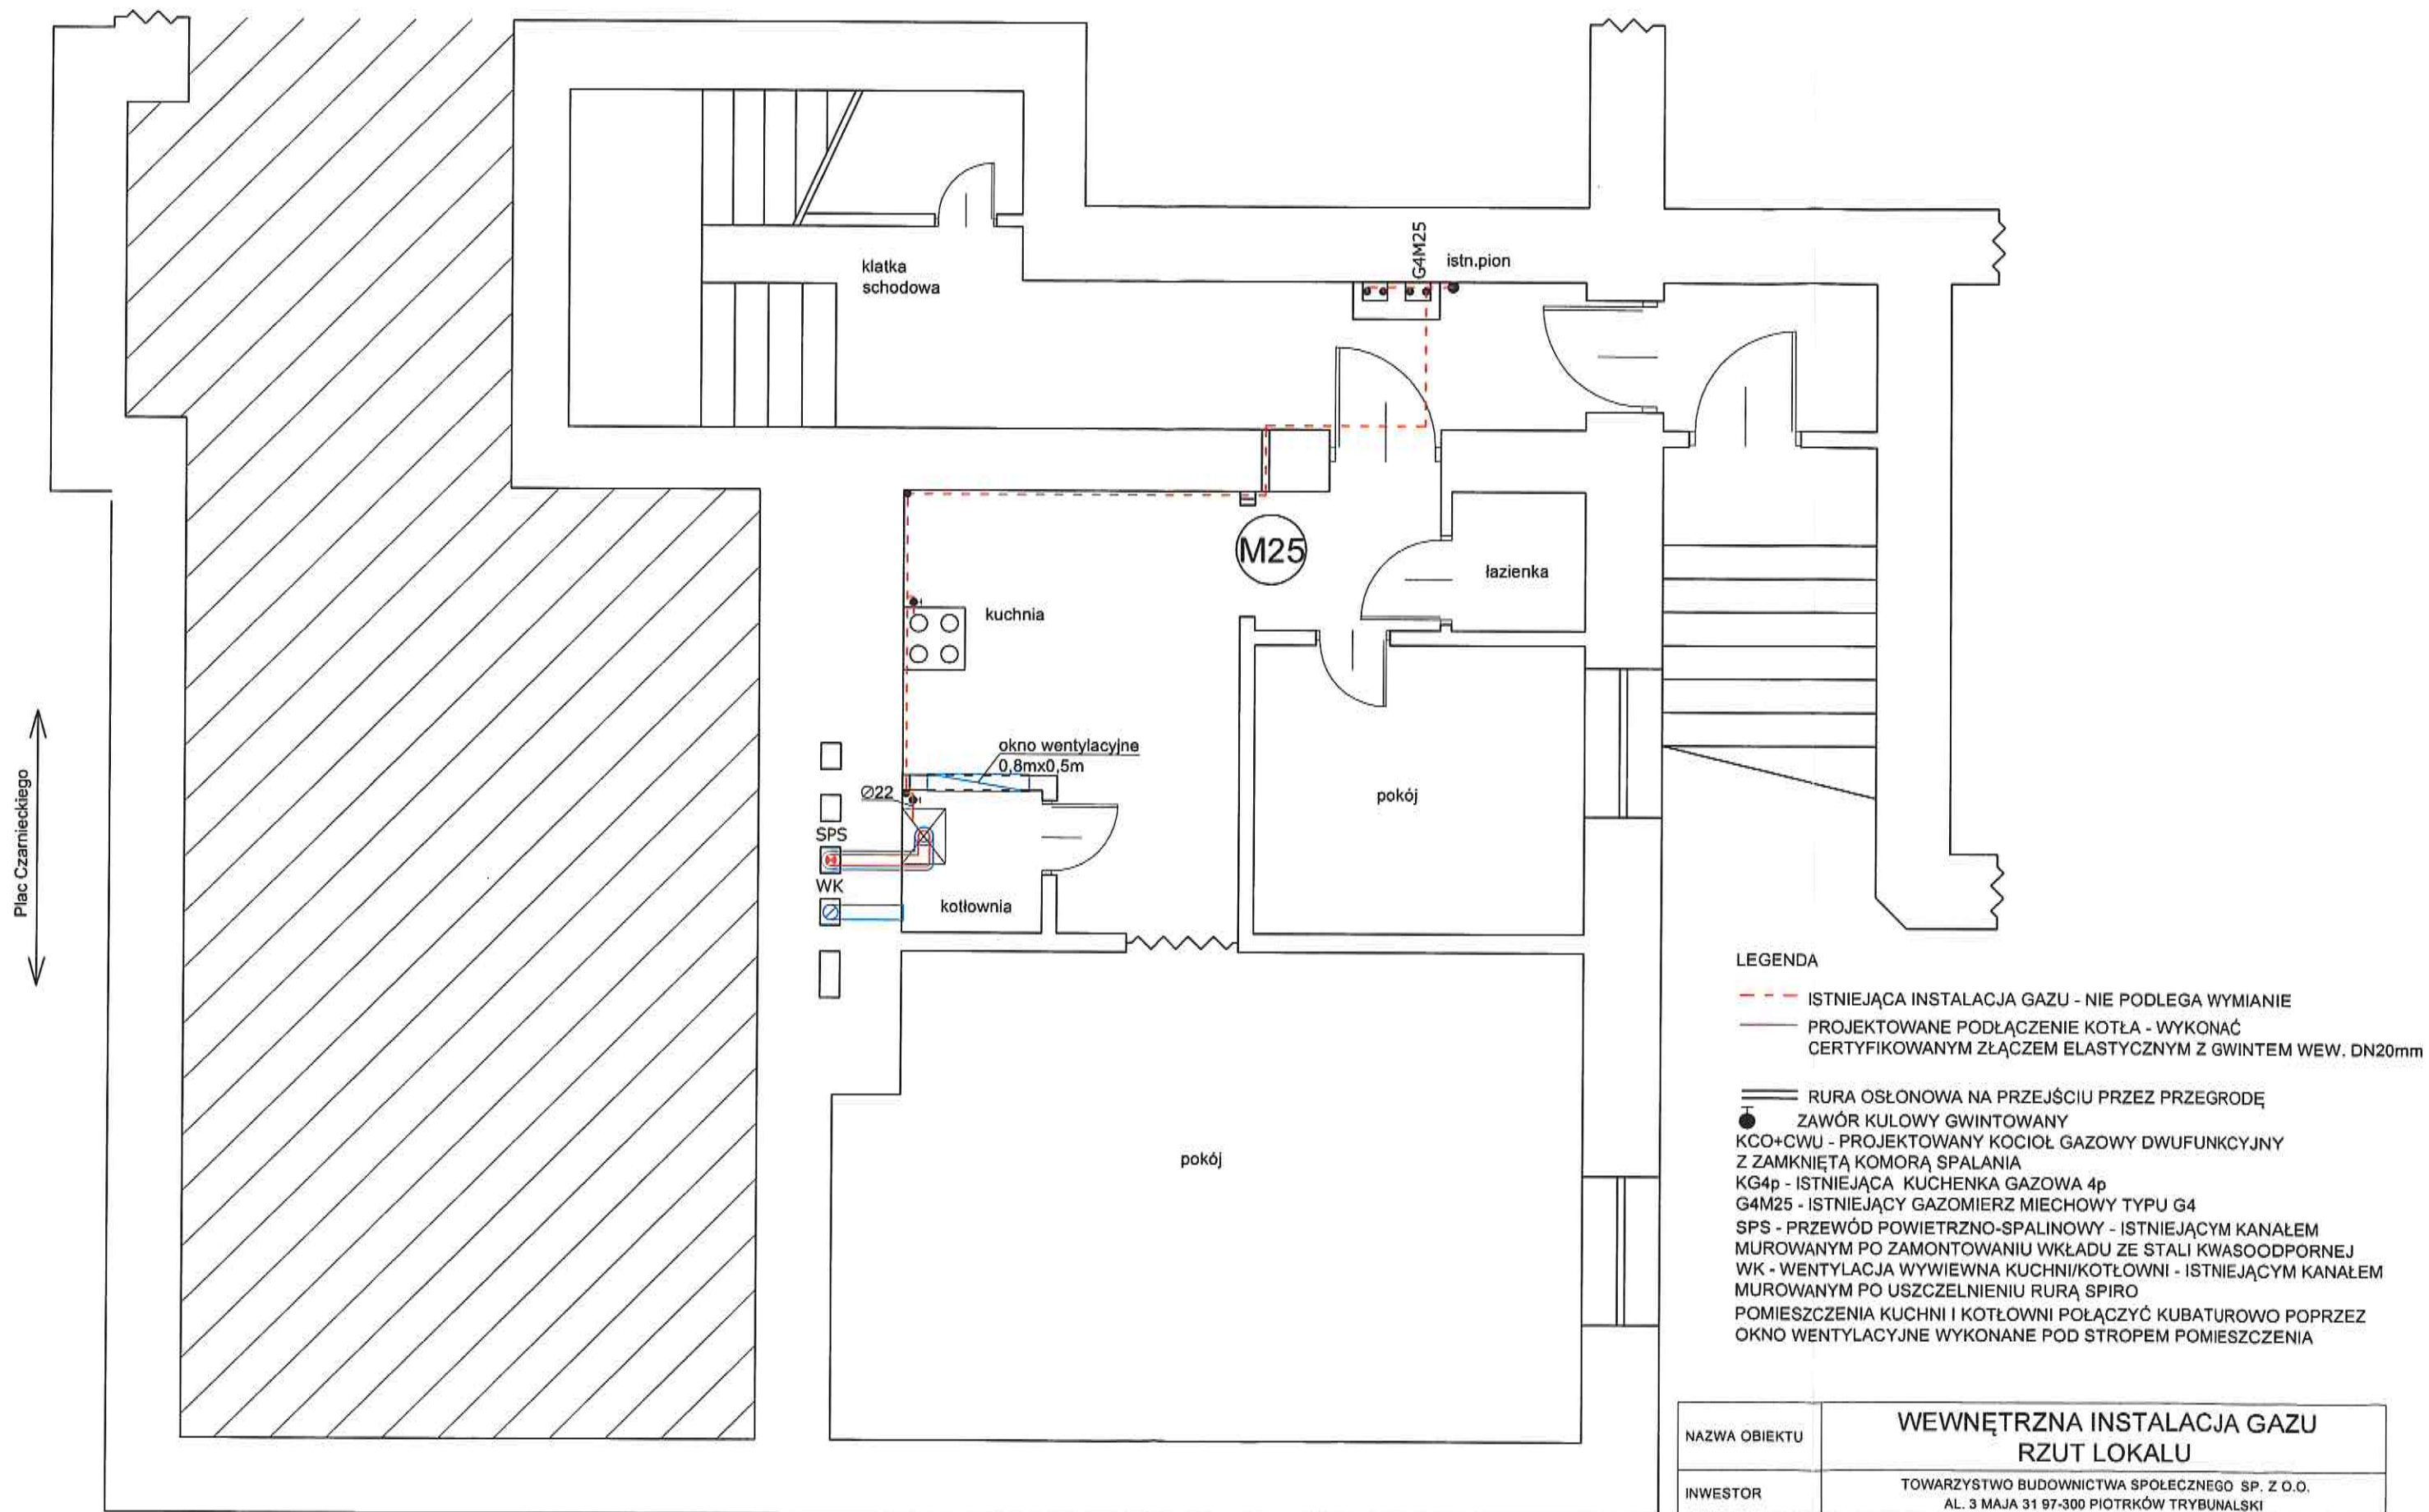 G4M25
istn.pion
klatka
schodowa
M25
łazienka
kuchnia
okno wentylacyjne
0,8mx0,5m
pokój
Ø22
SPS
WK
kotłownia
Plac Czarnieckiego
pokój
LEGENDA
ISTNIEJĄCA INSTALACJA GAZU - NIE PODLEGA WYMIANIE
PROJEKTOWANE PODŁĄCZENIE KOTŁA - WYKONAĆ
CERTYFIKOWANYM ZŁĄCZEM ELASTYCZNYM Z GWINTEM WEW. DN20mm
RURA OSŁONOWA NA PRZEJŚCIU PRZEZ PRZEGRODĘ
ZAWÓR KULOWY GWINTOWANY
KCO+CWU - PROJEKTOWANY KOCIOŁ GAZOWY DWUFUNKCYJNY
Z ZAMKNIĘTĄ KOMORĄ SPALANIA
KG4p - ISTNIEJĄCA KUCHENKA GAZOWA 4p
G4M25 - ISTNIEJĄCY GAZOMIERZ MIECHOWY TYPU G4
SPS - PRZEWÓD POWIETRZNO-SPALINOWY - ISTNIEJĄCYM KANAŁEM
MUROWANYM PO ZAMONTOWANIU WKŁADU ZE STALI KWASOODPORNEJ
WK - WENTYLACJA WYWIEWNA KUCHNI/KOTŁOWNI - ISTNIEJĄCYM KANAŁEM
MUROWANYM PO USZCZELNIENIU RURĄ SPIRO
POMIESZCZENIA KUCHNI I KOTŁOWNI POŁĄCZYĆ KUBATUROWO POPRZEZ
OKNO WENTYLACYJNE WYKONANE POD STROPEM POMIESZCZENIA
NAZWA OBIEKTU
WEWNĘTRZNA INSTALACJA GAZU
RZUT LOKALU
INWESTOR
TOWARZYSTWO BUDOWNICTWA SPOŁECZNEGO SP. Z O.O.
AL. 3 MAJA 31 97-300 PIOTRKÓW TRYBUNALSKI